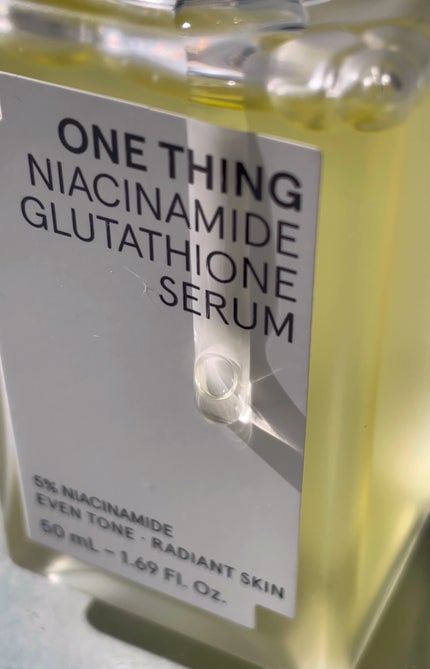 ONE THING
NIACINAMIDE
GLUTATHIONE
SERUM
5% NIACINAMIDE
EVEN TONE · RADIANT SKIN
50 mL – 1.69 Fl. Oz.